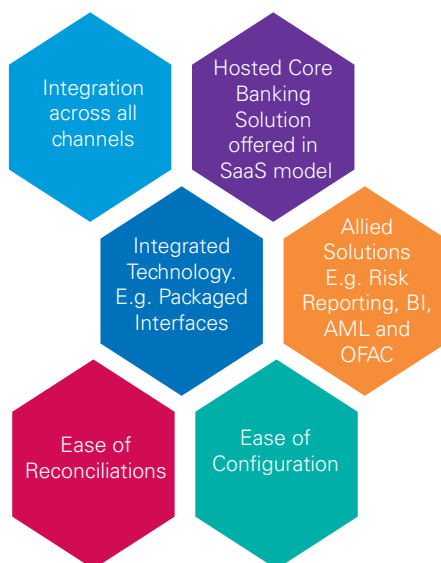 Integration
across all
channels
Hosted Core
Banking
Solution
offered in
SaaS model
Integrated
Technology.
E.g. Packaged
Interfaces
Allied
Solutions
E.g. Risk
Reporting, BI,
AML and
OFAC
Ease of
Reconciliations
Ease of
Configuration